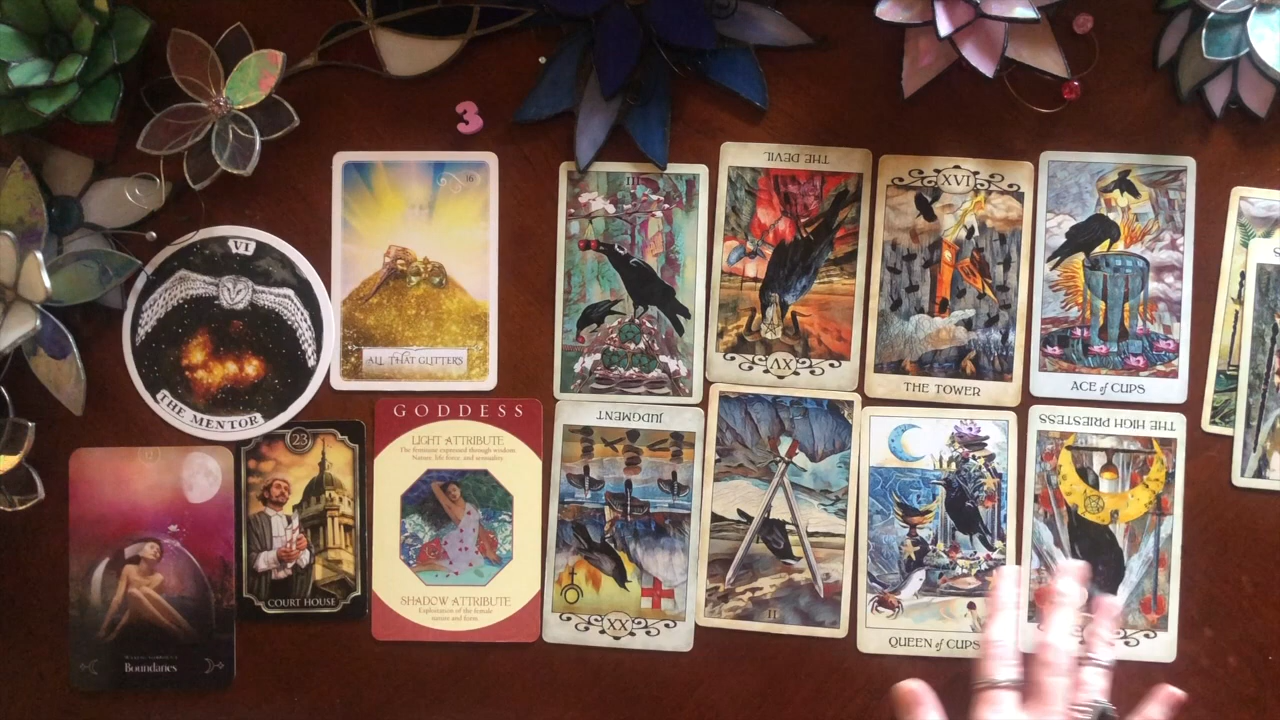 3
VI
THE MENTOR
16
ALL THAT GLITTERS
III
THE DEVIL
XV
XVI
THE TOWER
ACE of CUPS
Boundaries
23
COURT HOUSE
GODDESS
LIGHT ATTRIBUTE
The feminine expressed through wisdom.
Nature, life force, and sensuality.
SHADOW ATTRIBUTE
Exploitation of the female
nature and form.
JUDGMENT
XX
II
QUEEN of CUPS
THE HIGH PRIESTESS